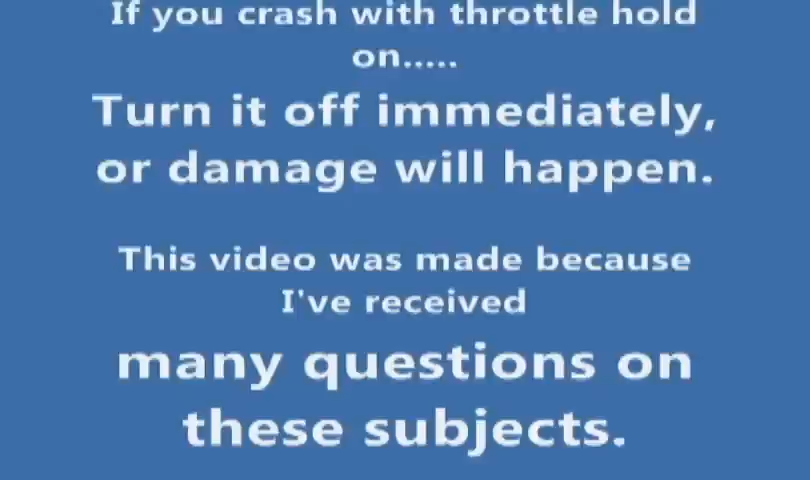 If you crash with throttle hold
on.....
Turn it off immediately,
or damage will happen.
This video was made because
I've received
many questions on
these subjects.